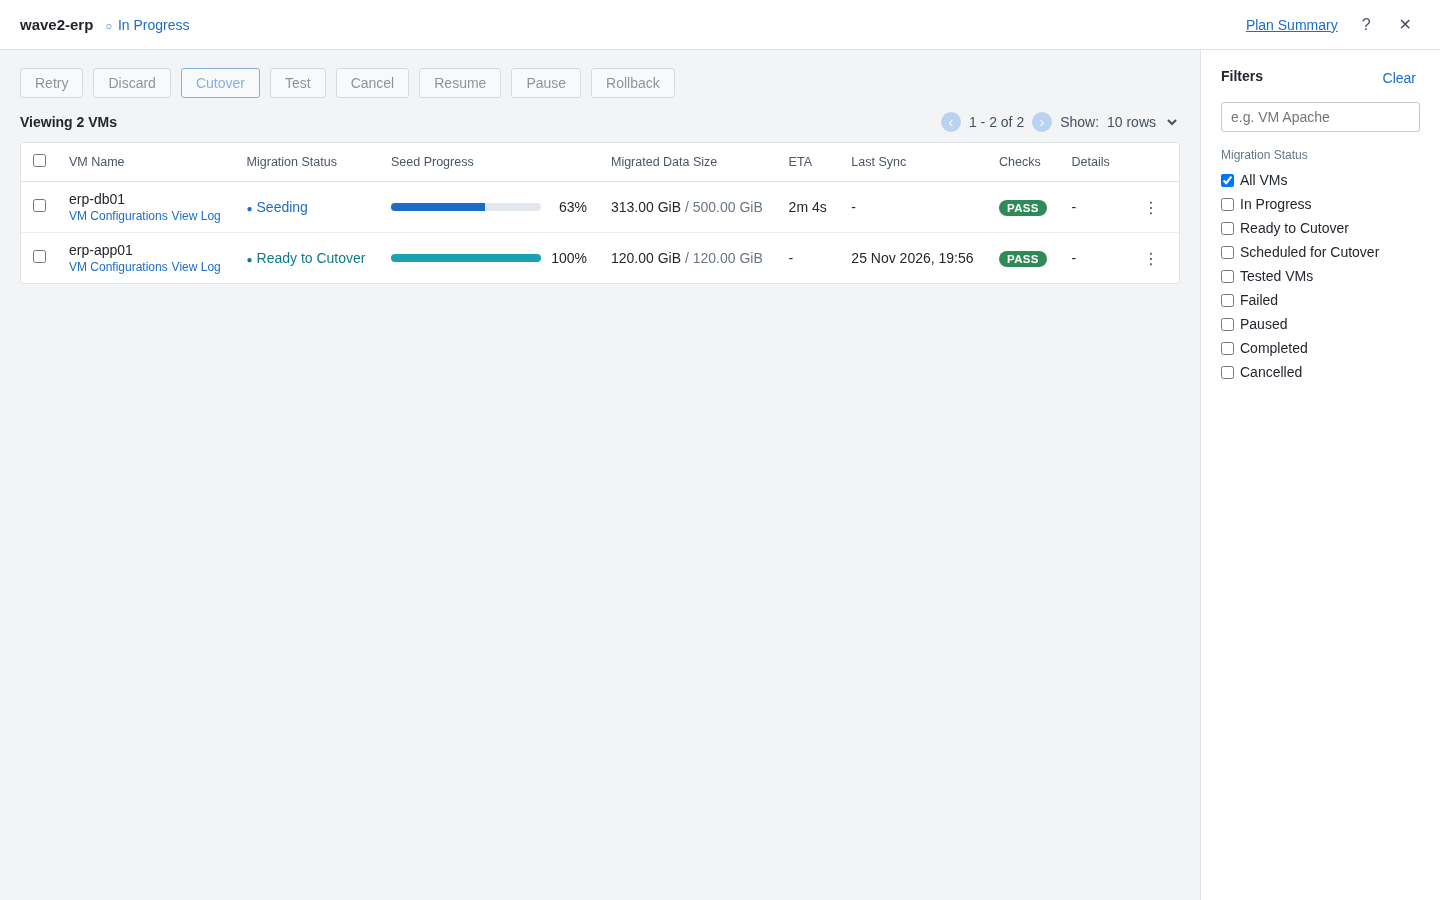 wave2-erp ○ In Progress Plan Summary ? ✕
Retry Discard Cutover Test Cancel Resume Pause Rollback
Viewing 2 VMs ‹ 1 - 2 of 2 › Show: 10 rows
VM Name Migration Status Seed Progress Migrated Data Size ETA Last Sync Checks Details
erp-db01
VM Configurations View Log
● Seeding 63% 313.00 GiB / 500.00 GiB 2m 4s - PASS - ⋮
erp-app01
VM Configurations View Log
● Ready to Cutover 100% 120.00 GiB / 120.00 GiB - 25 Nov 2026, 19:56 PASS - ⋮
Filters Clear
e.g. VM Apache
Migration Status
All VMs
In Progress
Ready to Cutover
Scheduled for Cutover
Tested VMs
Failed
Paused
Completed
Cancelled